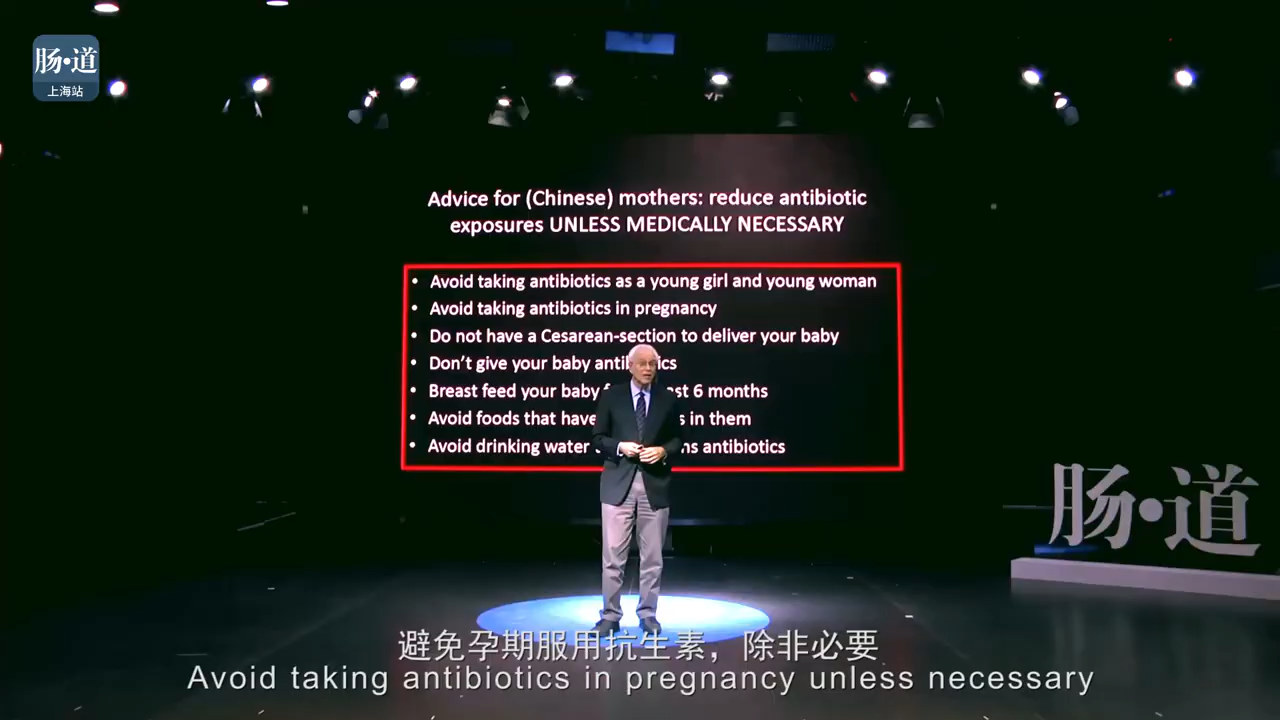 肠•道
上海站
Advice for (Chinese) mothers: reduce antibiotic
exposures UNLESS MEDICALLY NECESSARY
• Avoid taking antibiotics as a young girl and young woman
• Avoid taking antibiotics in pregnancy
• Do not have a Cesarean-section to deliver your baby
• Don't give your baby
• Breast feed your baby 6 months
• Avoid foods that have in them
• Avoid drinking water antibiotics
肠•道
避免孕期服用抗生素，除非必要
Avoid taking antibiotics in pregnancy unless necessary